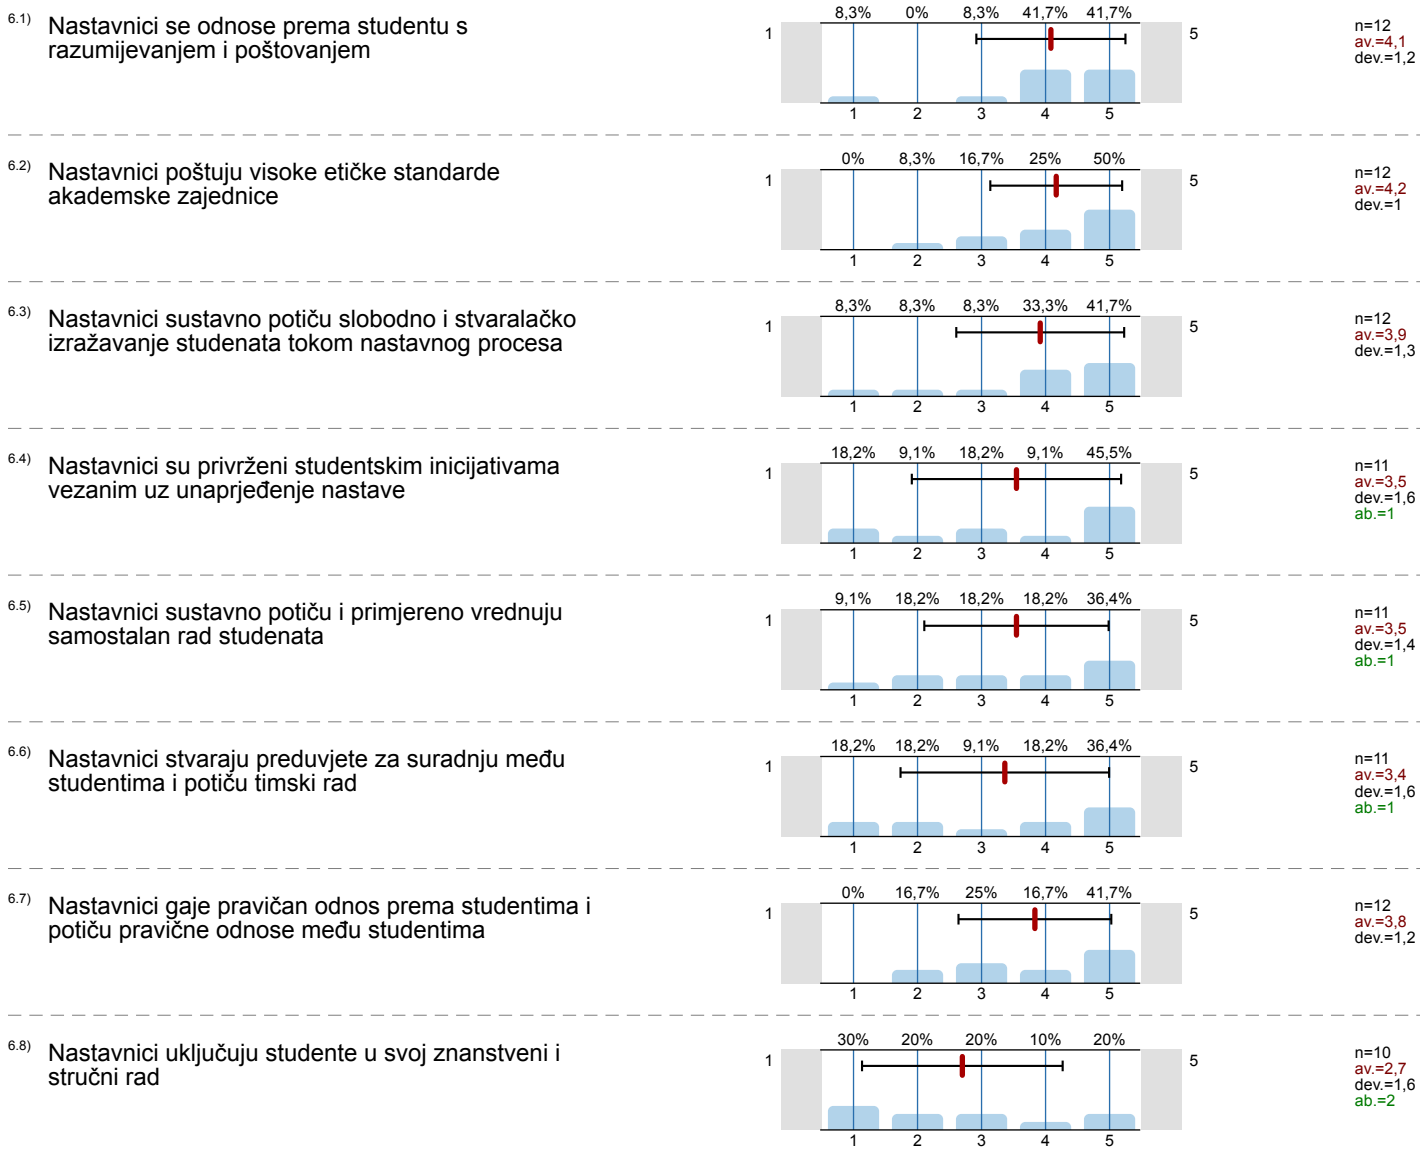 6.1) Nastavnici se odnose prema studentu s
razumijevanjem i poštovanjem
8,3% 0% 8,3% 41,7% 41,7%
1 5
1 2 3 4 5
n=12
av.=4,1
dev.=1,2
6.2) Nastavnici poštuju visoke etičke standarde
akademske zajednice
0% 8,3% 16,7% 25% 50%
1 5
1 2 3 4 5
n=12
av.=4,2
dev.=1
6.3) Nastavnici sustavno potiču slobodno i stvaralačko
izražavanje studenata tokom nastavnog procesa
8,3% 8,3% 8,3% 33,3% 41,7%
1 5
1 2 3 4 5
n=12
av.=3,9
dev.=1,3
6.4) Nastavnici su privrženi studentskim inicijativama
vezanim uz unaprjeđenje nastave
18,2% 9,1% 18,2% 9,1% 45,5%
1 5
1 2 3 4 5
n=11
av.=3,5
dev.=1,6
ab.=1
6.5) Nastavnici sustavno potiču i primjereno vrednuju
samostalan rad studenata
9,1% 18,2% 18,2% 18,2% 36,4%
1 5
1 2 3 4 5
n=11
av.=3,5
dev.=1,4
ab.=1
6.6) Nastavnici stvaraju preduvjete za suradnju među
studentima i potiču timski rad
18,2% 18,2% 9,1% 18,2% 36,4%
1 5
1 2 3 4 5
n=11
av.=3,4
dev.=1,6
ab.=1
6.7) Nastavnici gaje pravičan odnos prema studentima i
potiču pravične odnose među studentima
0% 16,7% 25% 16,7% 41,7%
1 5
1 2 3 4 5
n=12
av.=3,8
dev.=1,2
6.8) Nastavnici uključuju studente u svoj znanstveni i
stručni rad
30% 20% 20% 10% 20%
1 5
1 2 3 4 5
n=10
av.=2,7
dev.=1,6
ab.=2